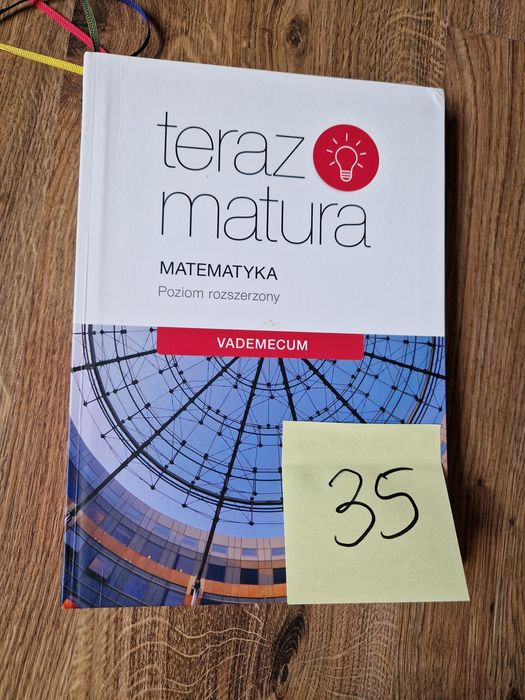 teraz
matura
MATEMATYKA
Poziom rozszerzony
VADEMECUM
35